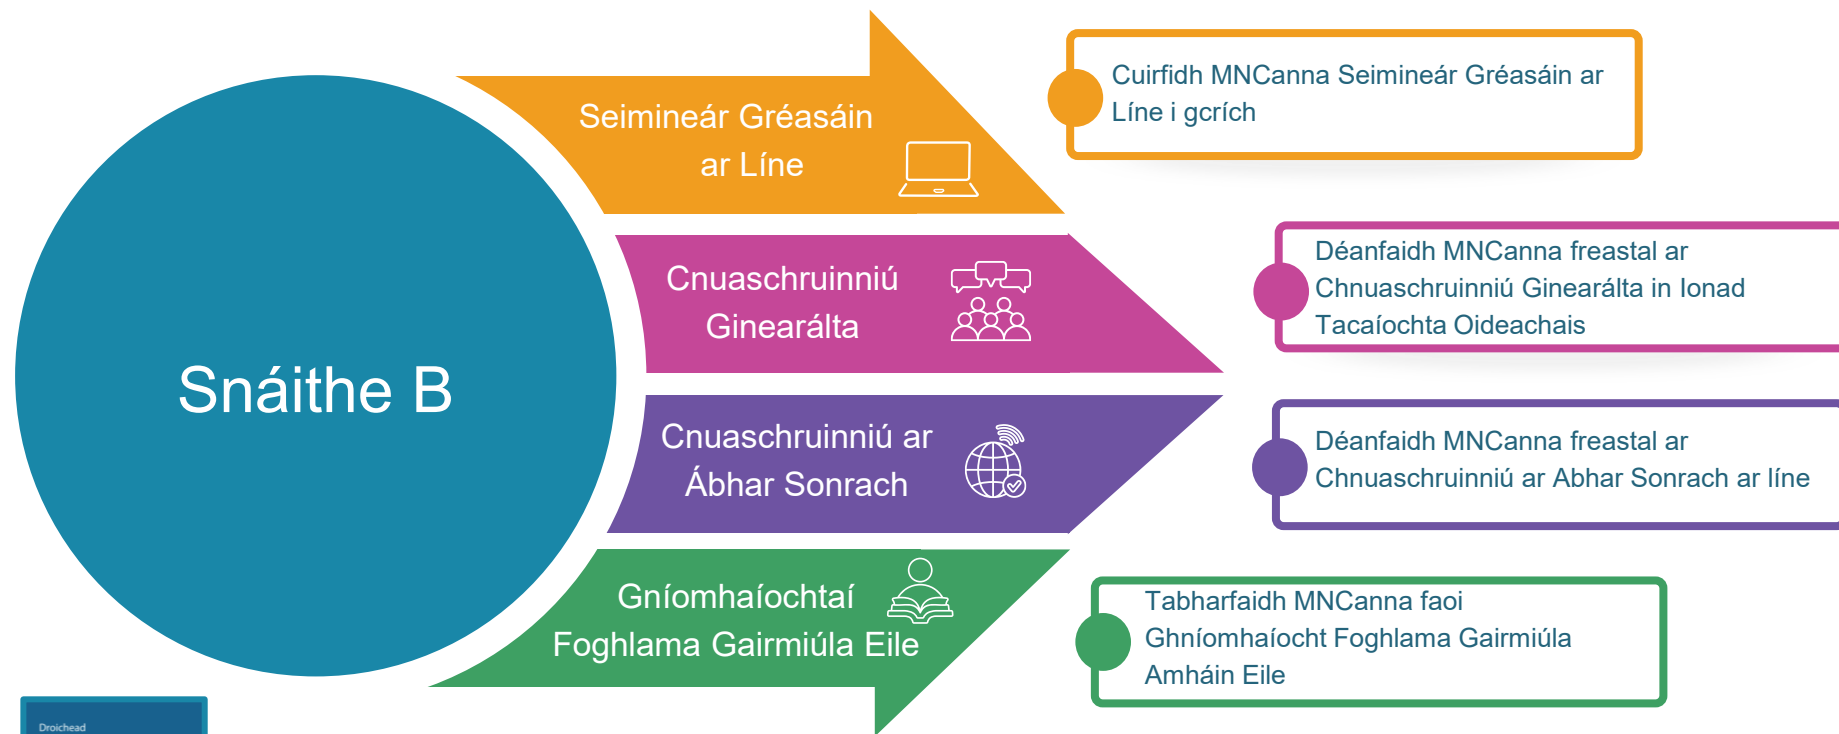 Snáithe B
Seimineár Gréasáin
ar Líne
Cuirfidh MNCanna Seimineár Gréasáin ar
Líne i gcrích
Cnuaschruinniú
Ginearálta
Déanfaidh MNCanna freastal ar
Chnuaschruinniú Ginearálta in Ionad
Tacaíochta Oideachais
Cnuaschruinniú ar
Ábhar Sonrach
Déanfaidh MNCanna freastal ar
Chnuaschruinniú ar Abhar Sonrach ar líne
Gníomhaíochtaí
Foghlama Gairmiúla Eile
Tabharfaidh MNCanna faoi
Ghníomhaíocht Foghlama Gairmiúla
Amháin Eile
Droichead